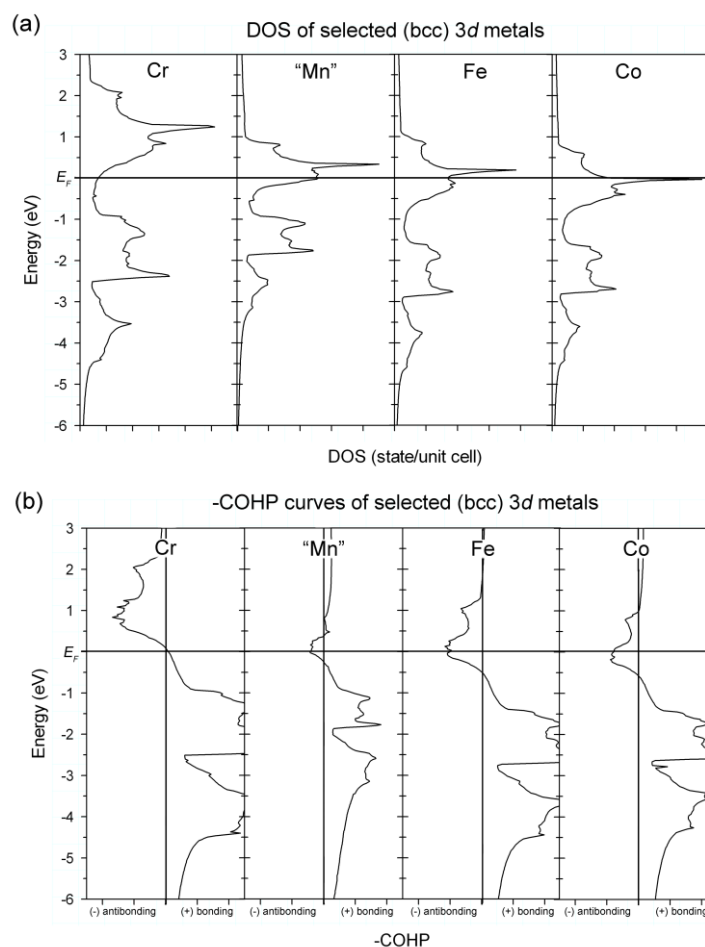 (a)
DOS of selected (bcc) 3d metals
Cr "Mn" Fe Co
3
2
1
E_F
-1
-2
-3
-4
-5
-6
Energy (eV)
DOS (state/unit cell)
(b)
-COHP curves of selected (bcc) 3d metals
Cr "Mn" Fe Co
3
2
1
E_F
-1
-2
-3
-4
-5
-6
Energy (eV)
(-) antibonding (+) bonding (-) antibonding (+) bonding (-) antibonding (+) bonding (-) antibonding (+) bonding
-COHP